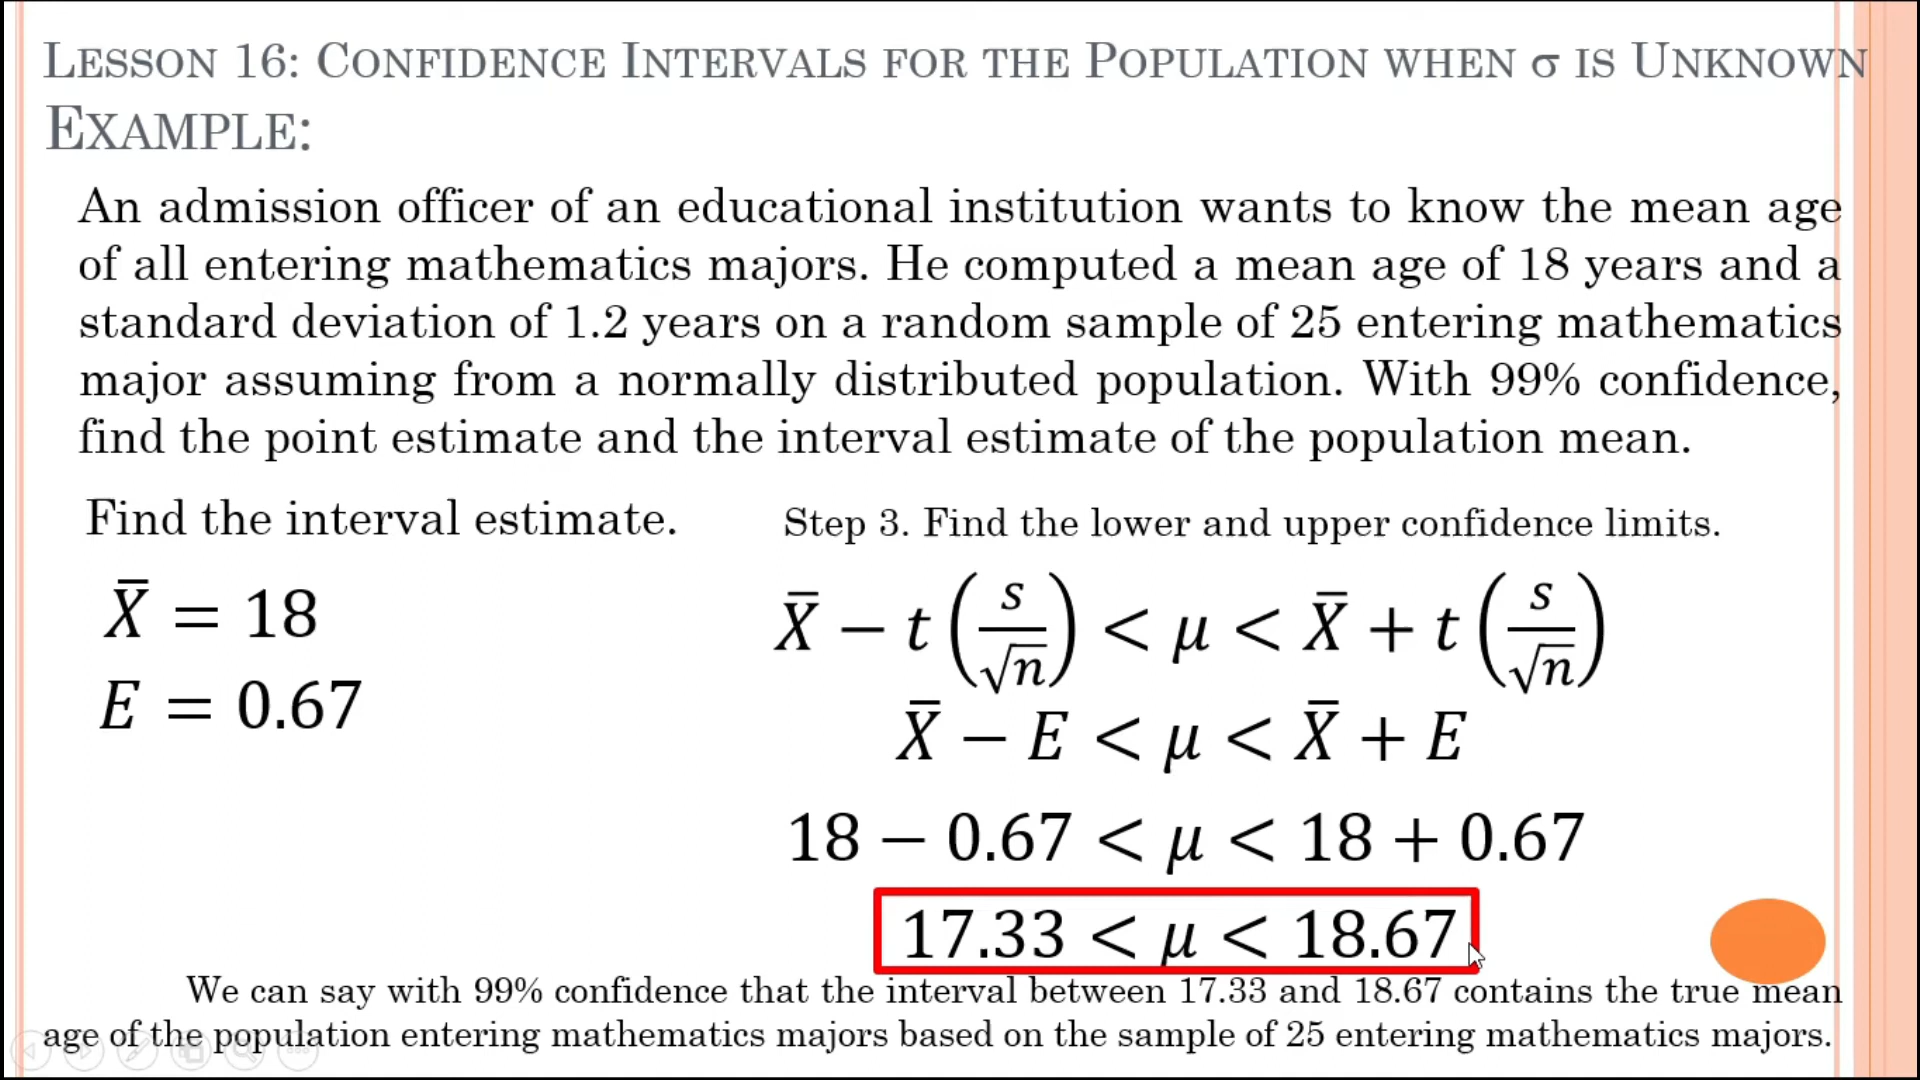 LESSON 16: CONFIDENCE INTERVALS FOR THE POPULATION WHEN σ IS UNKNOWN
EXAMPLE:
An admission officer of an educational institution wants to know the mean age
of all entering mathematics majors. He computed a mean age of 18 years and a
standard deviation of 1.2 years on a random sample of 25 entering mathematics
major assuming from a normally distributed population. With 99% confidence,
find the point estimate and the interval estimate of the population mean.
Find the interval estimate.
X̅ = 18
E = 0.67
Step 3. Find the lower and upper confidence limits.
X̅ − t(s/√n) < μ < X̅ + t(s/√n)
X̅ − E < μ < X̅ + E
18 − 0.67 < μ < 18 + 0.67
17.33 < μ < 18.67
We can say with 99% confidence that the interval between 17.33 and 18.67 contains the true mean
age of the population entering mathematics majors based on the sample of 25 entering mathematics majors.